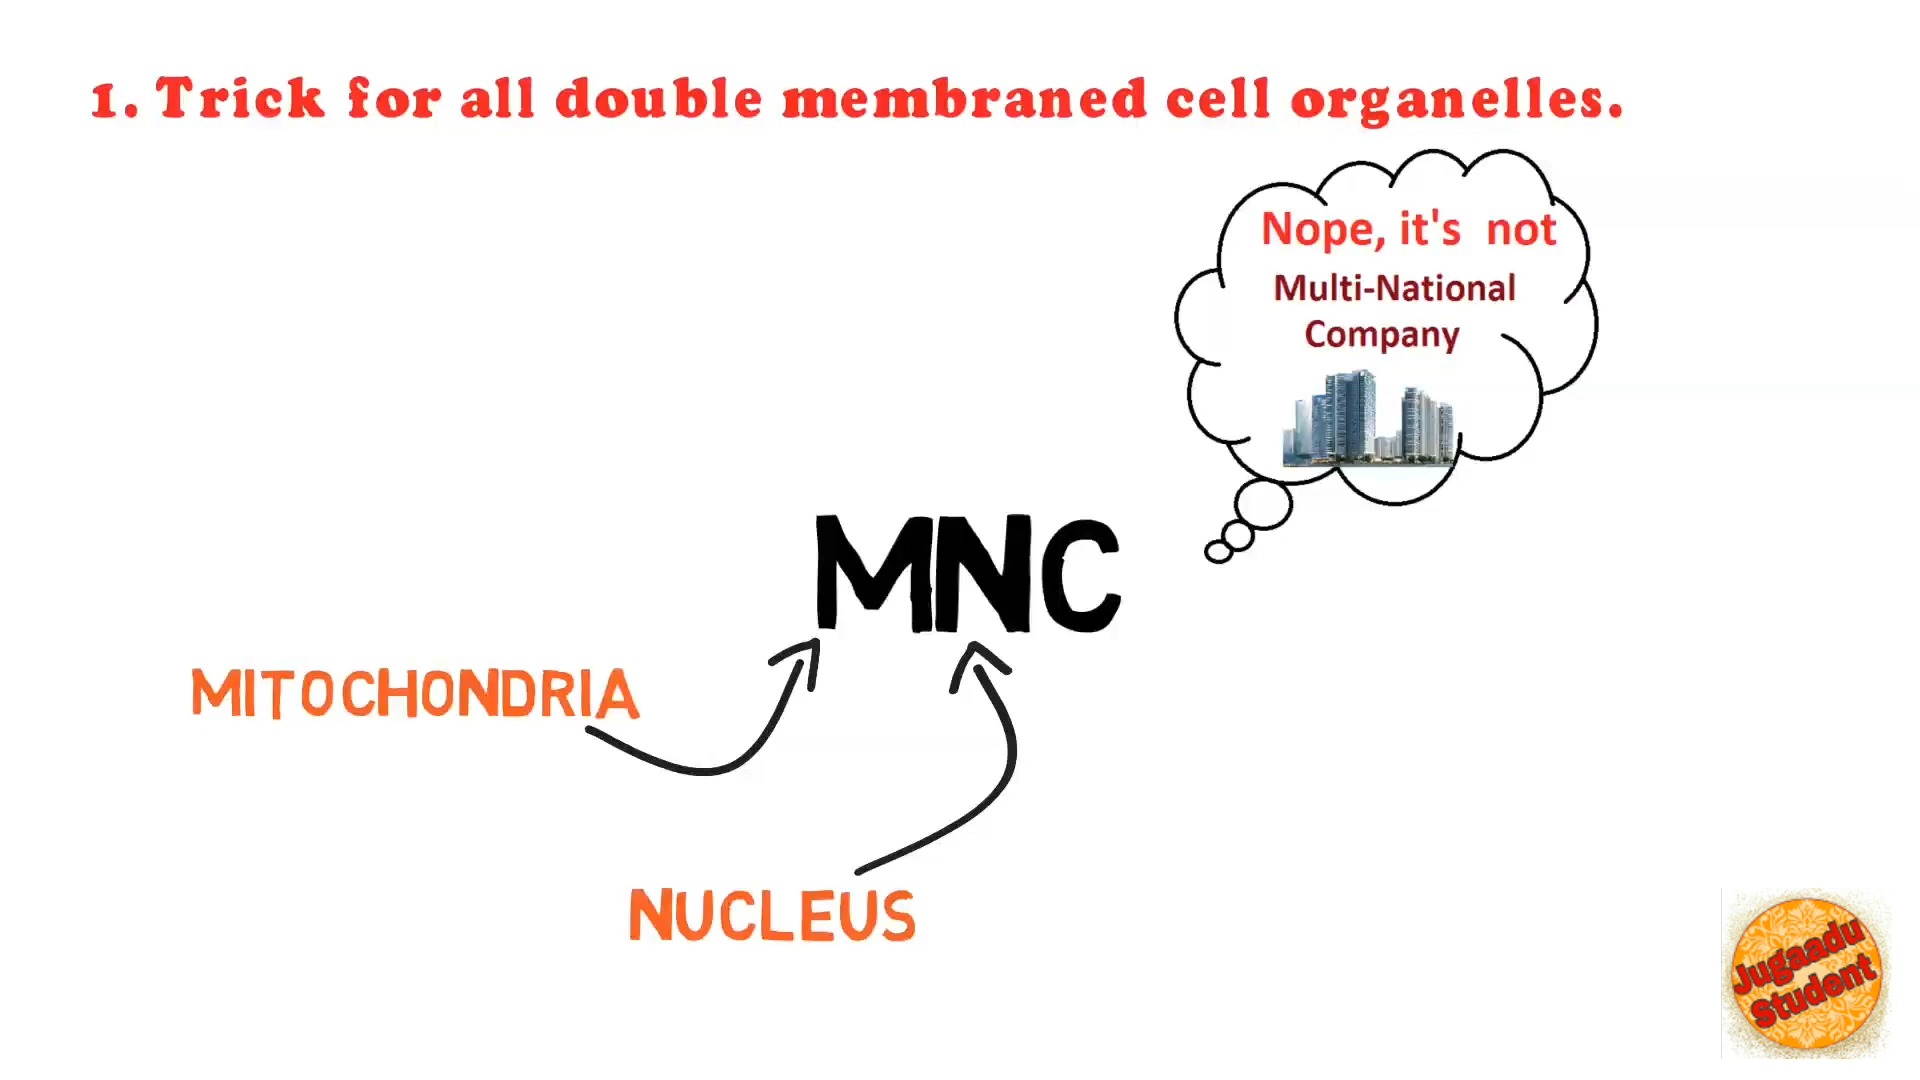 1. Trick for all double membraned cell organelles.
Nope, it's not
Multi-National
Company
MNC
MITOCHONDRIA
NUCLEUS
Jugaadu
Student